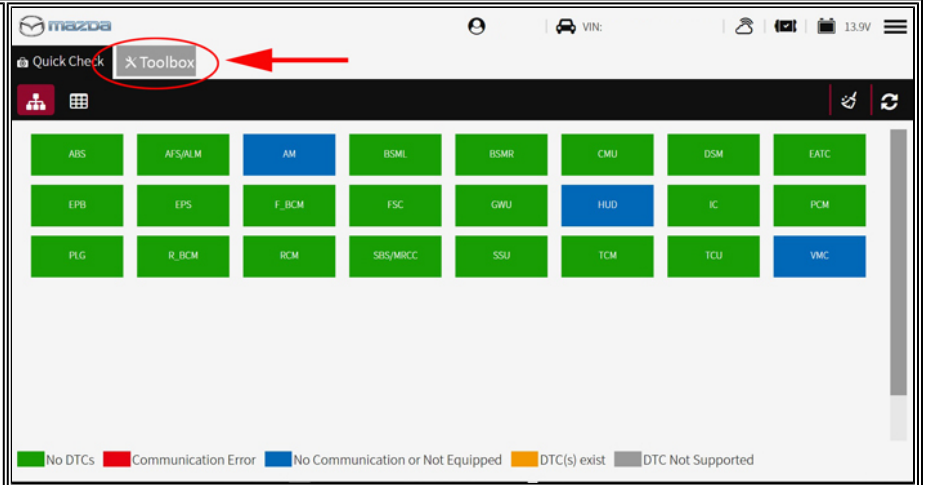 mazda VIN: 13.9V
Quick Check Toolbox
ABS AFS/ALM AM BSML BSMR CMU DSM EATC
EPB EPS F_BCM FSC GWU HUD IC PCM
PLG R_BCM RCM SBS/MRCC SSU TCM TCU VMC
No DTCs Communication Error No Communication or Not Equipped DTC(s) exist DTC Not Supported